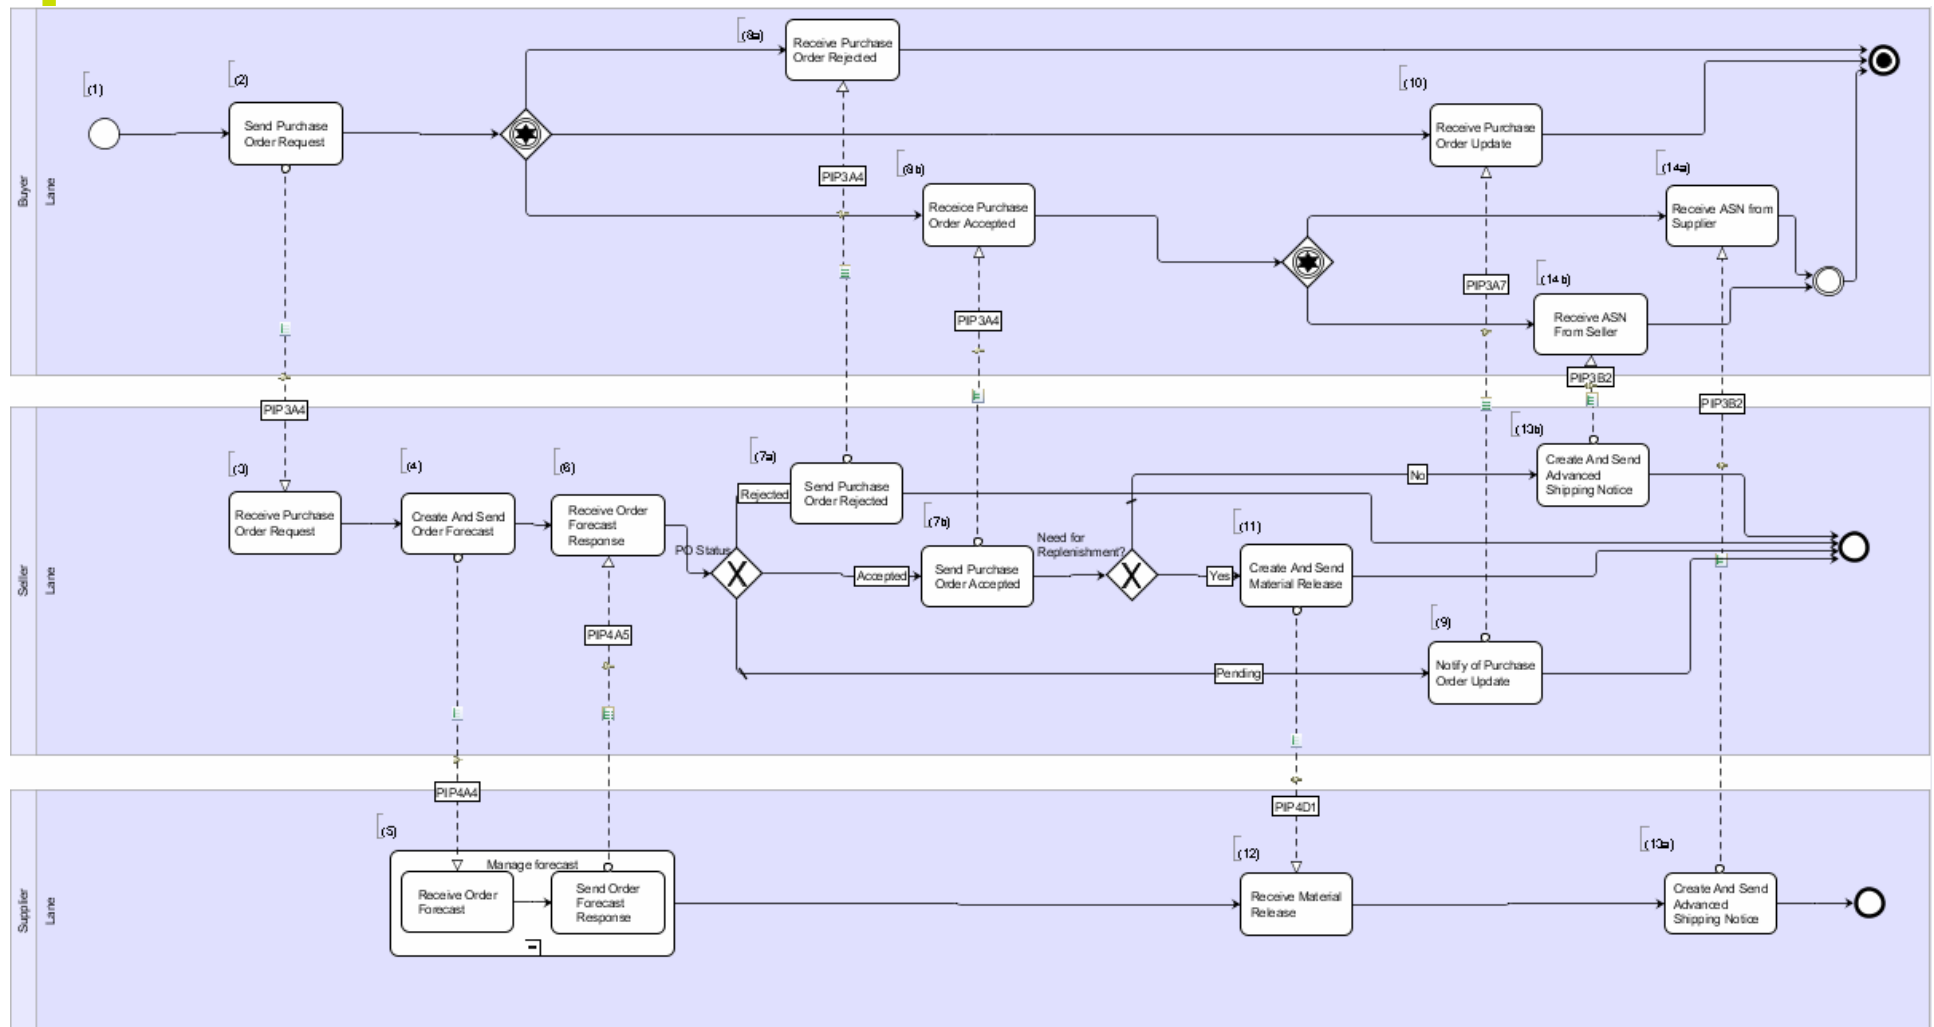 Buyer
Lane
(1)
(2)
Send Purchase
Order Request
(8a)
Receive Purchase
Order Rejected
PIP3A4
(8b)
Receice Purchase
Order Accepted
PIP3A4
(10)
Receive Purchase
Order Update
PIP3A7
(14a)
Receive ASN from
Supplier
(14b)
Receive ASN
From Seller
PIP3B2
PIP3B2
PIP3A4
Seller
Lane
(3)
Receive Purchase
Order Request
(4)
Create And Send
Order Forecast
(6)
Receive Order
Forecast
Response
PO Status
Rejected
(7a)
Send Purchase
Order Rejected
Accepted
(7b)
Send Purchase
Order Accepted
Need for
Replenishment?
No
Yes
(11)
Create And Send
Material Release
(13b)
Create And Send
Advanced
Shipping Notice
Pending
(9)
Notify of Purchase
Order Update
PIP4A5
PIP4A4
PIP4D1
Supplier
Lane
(5)
Manage forecast
Receive Order
Forecast
Send Order
Forecast
Response
(12)
Receive Material
Release
(13a)
Create And Send
Advanced
Shipping Notice